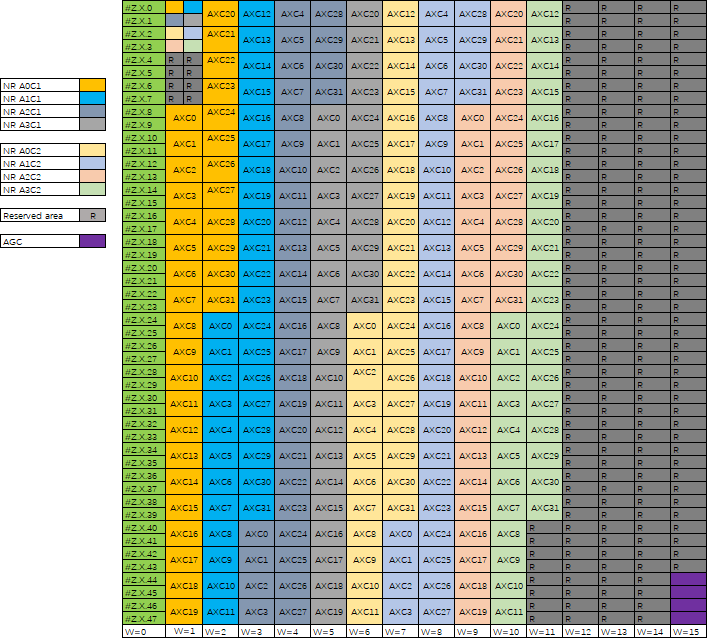 NR A0C1
NR A1C1
NR A2C1
NR A3C1
NR A0C2
NR A1C2
NR A2C2
NR A3C2
Reserved area R
AGC
#Z.X.0 AXC20 AXC12 AXC4 AXC28 AXC20 AXC12 AXC4 AXC28 AXC20 AXC12 R R R R
#Z.X.1 R R R R
#Z.X.2 AXC21 AXC13 AXC5 AXC29 AXC21 AXC13 AXC5 AXC29 AXC21 AXC13 R R R R
#Z.X.3 R R R R
#Z.X.4 R R AXC22 AXC14 AXC6 AXC30 AXC22 AXC14 AXC6 AXC30 AXC22 AXC14 R R R R
#Z.X.5 R R R R R R
#Z.X.6 R R AXC23 AXC15 AXC7 AXC31 AXC23 AXC15 AXC7 AXC31 AXC23 AXC15 R R R R
#Z.X.7 R R R R R R
#Z.X.8 AXC0 AXC24 AXC16 AXC8 AXC0 AXC24 AXC16 AXC8 AXC0 AXC24 AXC16 R R R R
#Z.X.9 R R R R
#Z.X.10 AXC1 AXC25 AXC17 AXC9 AXC1 AXC25 AXC17 AXC9 AXC1 AXC25 AXC17 R R R R
#Z.X.11 R R R R
#Z.X.12 AXC2 AXC26 AXC18 AXC10 AXC2 AXC26 AXC18 AXC10 AXC2 AXC26 AXC18 R R R R
#Z.X.13 R R R R
#Z.X.14 AXC3 AXC27 AXC19 AXC11 AXC3 AXC27 AXC19 AXC11 AXC3 AXC27 AXC19 R R R R
#Z.X.15 R R R R
#Z.X.16 AXC4 AXC28 AXC20 AXC12 AXC4 AXC28 AXC20 AXC12 AXC4 AXC28 AXC20 R R R R
#Z.X.17 R R R R
#Z.X.18 AXC5 AXC29 AXC21 AXC13 AXC5 AXC29 AXC21 AXC13 AXC5 AXC29 AXC21 R R R R
#Z.X.19 R R R R
#Z.X.20 AXC6 AXC30 AXC22 AXC14 AXC6 AXC30 AXC22 AXC14 AXC6 AXC30 AXC22 R R R R
#Z.X.21 R R R R
#Z.X.22 AXC7 AXC31 AXC23 AXC15 AXC7 AXC31 AXC23 AXC15 AXC7 AXC31 AXC23 R R R R
#Z.X.23 R R R R
#Z.X.24 AXC8 AXC0 AXC24 AXC16 AXC8 AXC0 AXC24 AXC16 AXC8 AXC0 AXC24 R R R R
#Z.X.25 R R R R
#Z.X.26 AXC9 AXC1 AXC25 AXC17 AXC9 AXC1 AXC25 AXC17 AXC9 AXC1 AXC25 R R R R
#Z.X.27 R R R R
#Z.X.28 AXC10 AXC2 AXC26 AXC18 AXC10 AXC2 AXC26 AXC18 AXC10 AXC2 AXC26 R R R R
#Z.X.29 R R R R
#Z.X.30 AXC11 AXC3 AXC27 AXC19 AXC11 AXC3 AXC27 AXC19 AXC11 AXC3 AXC27 R R R R
#Z.X.31 R R R R
#Z.X.32 AXC12 AXC4 AXC28 AXC20 AXC12 AXC4 AXC28 AXC20 AXC12 AXC4 AXC28 R R R R
#Z.X.33 R R R R
#Z.X.34 AXC13 AXC5 AXC29 AXC21 AXC13 AXC5 AXC29 AXC21 AXC13 AXC5 AXC29 R R R R
#Z.X.35 R R R R
#Z.X.36 AXC14 AXC6 AXC30 AXC22 AXC14 AXC6 AXC30 AXC22 AXC14 AXC6 AXC30 R R R R
#Z.X.37 R R R R
#Z.X.38 AXC15 AXC7 AXC31 AXC23 AXC15 AXC7 AXC31 AXC23 AXC15 AXC7 AXC31 R R R R
#Z.X.39 R R R R
#Z.X.40 AXC16 AXC8 AXC0 AXC24 AXC16 AXC8 AXC0 AXC24 AXC16 AXC8 R R R R R
#Z.X.41 R R R R R
#Z.X.42 AXC17 AXC9 AXC1 AXC25 AXC17 AXC9 AXC1 AXC25 AXC17 AXC9 R R R R R
#Z.X.43 R R R R R
#Z.X.44 AXC18 AXC10 AXC2 AXC26 AXC18 AXC10 AXC2 AXC26 AXC18 AXC10 R R R R
#Z.X.45 R R R R
#Z.X.46 AXC19 AXC11 AXC3 AXC27 AXC19 AXC11 AXC3 AXC27 AXC19 AXC11 R R R R
#Z.X.47 R R R R
W=0 W=1 W=2 W=3 W=4 W=5 W=6 W=7 W=8 W=9 W=10 W=11 W=12 W=13 W=14 W=15